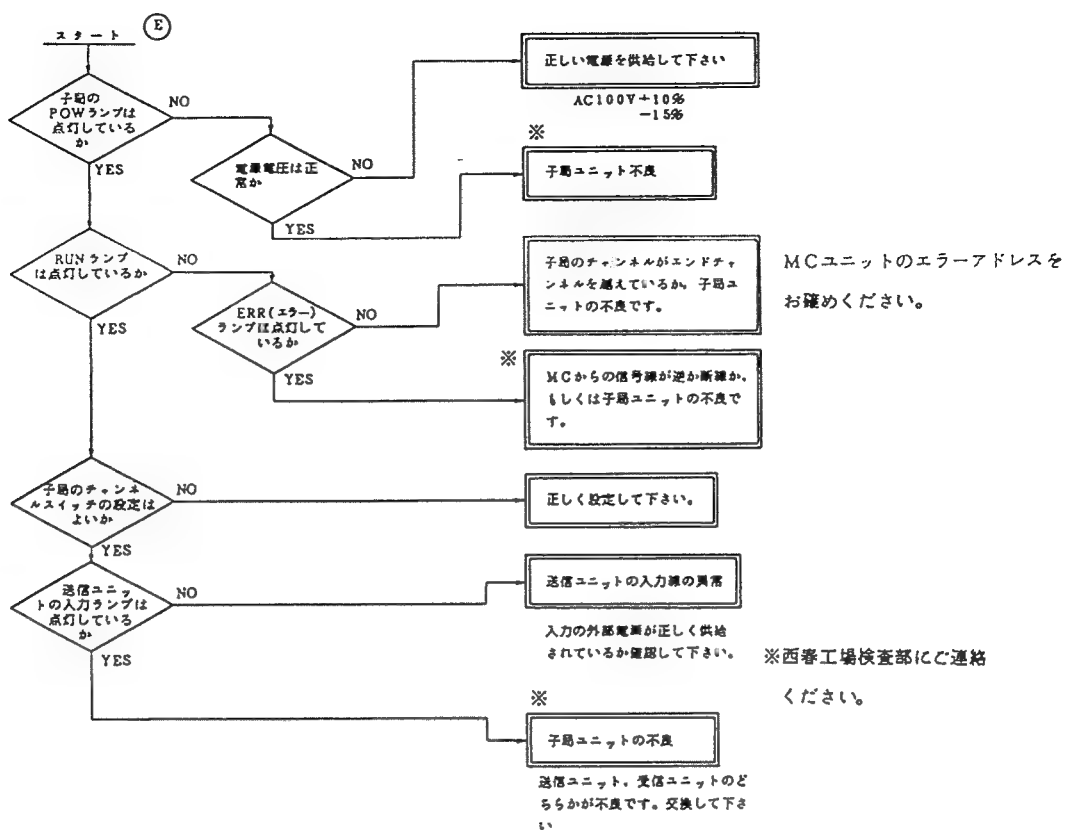 スタート
E
子局の
POWランプは
点灯している
か
NO
YES
電源電圧は正
常か
NO
YES
正しい電源を供給して下さい
AC100V+10%
-15%
※
子局ユニット不良
RUNランプ
は点灯しているか
NO
YES
ERR(エラー)
ランプは点灯して
いるか
NO
YES
子局のチャンネルがエンドチャ
ンネルを越えているか。子局ユ
ニットの不良です。
MCユニットのエラーアドレスを
お確めください。
※
MCからの信号線が逆か断線か、
もしくは子局ユニットの不良で
す。
子局のチャンネ
ルスイッチの設定は
よいか
NO
YES
正しく設定して下さい。
送信ユニッ
トの入力ランプは
点灯している
か
NO
YES
送信ユニットの入力線の異常
入力の外部電源が正しく供給
されているか確認して下さい。
※西春工場検査部にご連絡
ください。
※
子局ユニットの不良
送信ユニット、受信ユニットのど
ちらかが不良です。交換して下さ
い